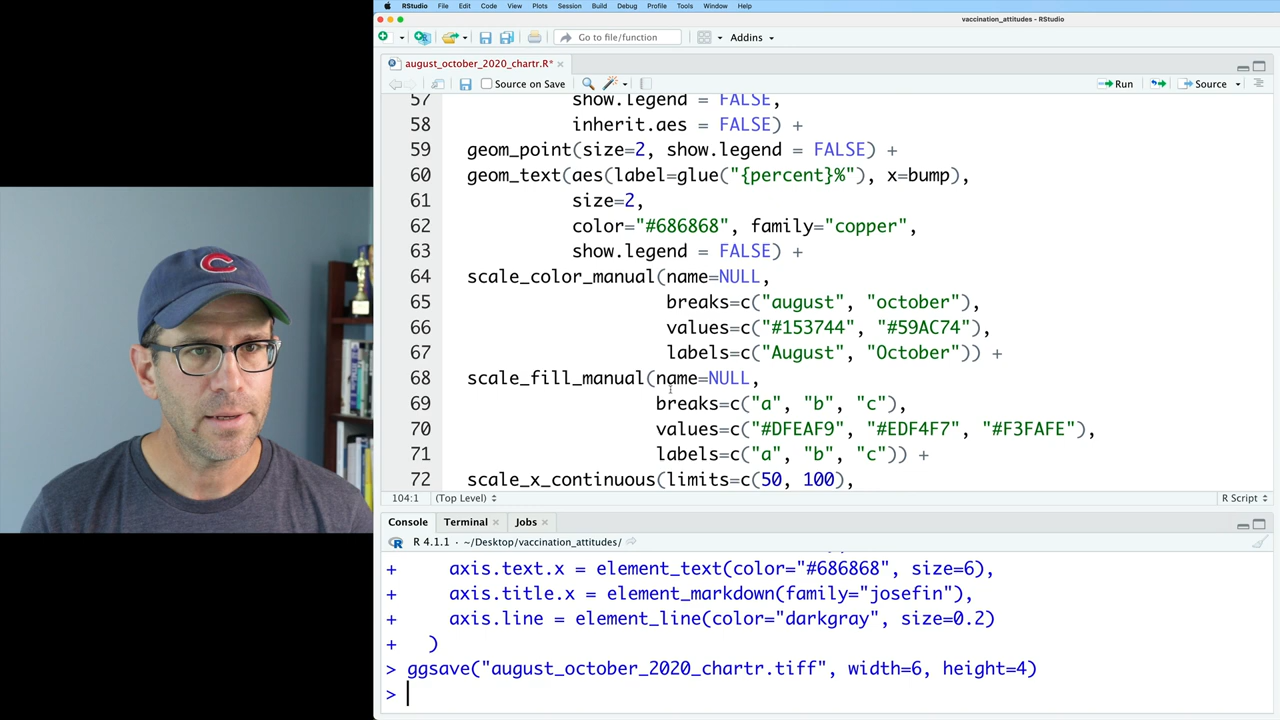 RStudio File Edit Code View Plots Session Build Debug Profile Tools Window Help
vaccination_attitudes - RStudio
Go to file/function Addins
august_october_2020_chartr.R*
Source on Save Run Source
57 show.legend = FALSE,
58 inherit.aes = FALSE) +
59 geom_point(size=2, show.legend = FALSE) +
60 geom_text(aes(label=glue("{percent}%"), x=bump),
61 size=2,
62 color="#686868", family="copper",
63 show.legend = FALSE) +
64 scale_color_manual(name=NULL,
65 breaks=c("august", "october"),
66 values=c("#153744", "#59AC74"),
67 labels=c("August", "October")) +
68 scale_fill_manual(name=NULL,
69 breaks=c("a", "b", "c"),
70 values=c("#DFEAF9", "#EDF4F7", "#F3FAFE"),
71 labels=c("a", "b", "c")) +
72 scale_x_continuous(limits=c(50, 100),
104:1 (Top Level) R Script
Console Terminal Jobs
R 4.1.1 · ~/Desktop/vaccination_attitudes/
+ axis.text.x = element_text(color="#686868", size=6),
+ axis.title.x = element_markdown(family="josefin"),
+ axis.line = element_line(color="darkgray", size=0.2)
+ )
> ggsave("august_october_2020_chartr.tiff", width=6, height=4)
>
C